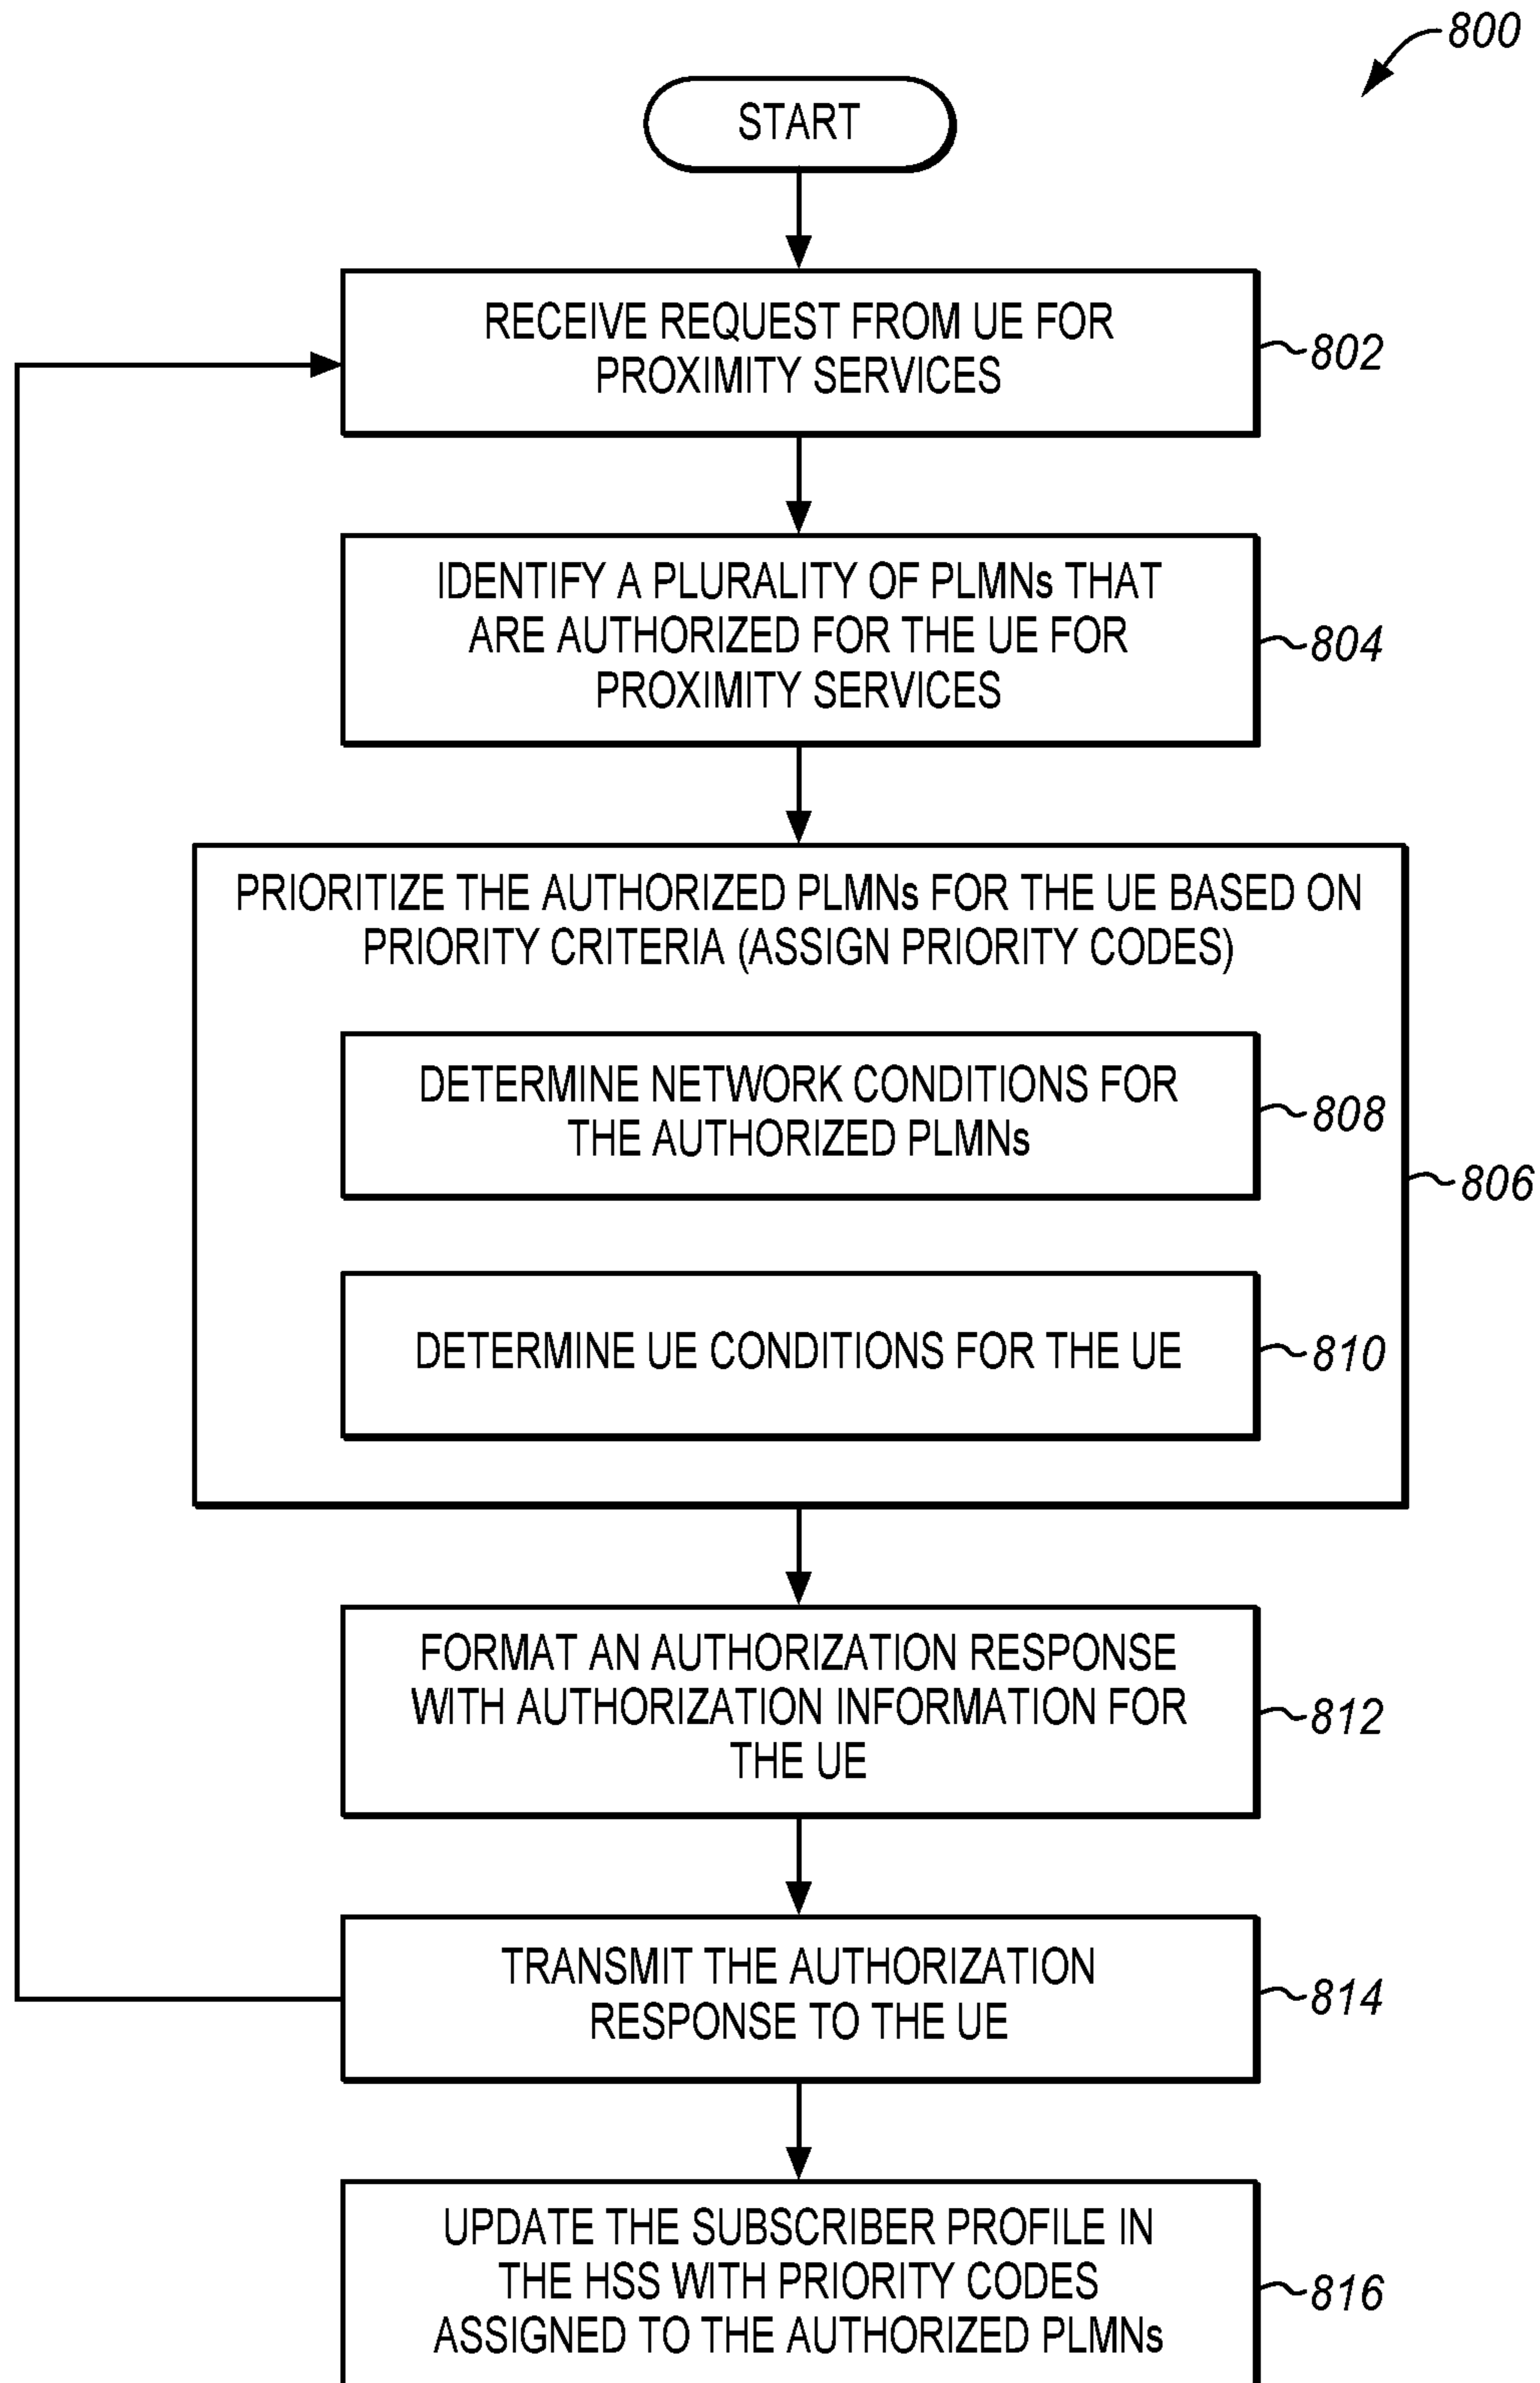 800
START
RECEIVE REQUEST FROM UE FOR
PROXIMITY SERVICES
802
IDENTIFY A PLURALITY OF PLMNs THAT
ARE AUTHORIZED FOR THE UE FOR
PROXIMITY SERVICES
804
PRIORITIZE THE AUTHORIZED PLMNs FOR THE UE BASED ON
PRIORITY CRITERIA (ASSIGN PRIORITY CODES)
DETERMINE NETWORK CONDITIONS FOR
THE AUTHORIZED PLMNs
808
806
DETERMINE UE CONDITIONS FOR THE UE
810
FORMAT AN AUTHORIZATION RESPONSE
WITH AUTHORIZATION INFORMATION FOR
THE UE
812
TRANSMIT THE AUTHORIZATION
RESPONSE TO THE UE
814
UPDATE THE SUBSCRIBER PROFILE IN
THE HSS WITH PRIORITY CODES
ASSIGNED TO THE AUTHORIZED PLMNs
816